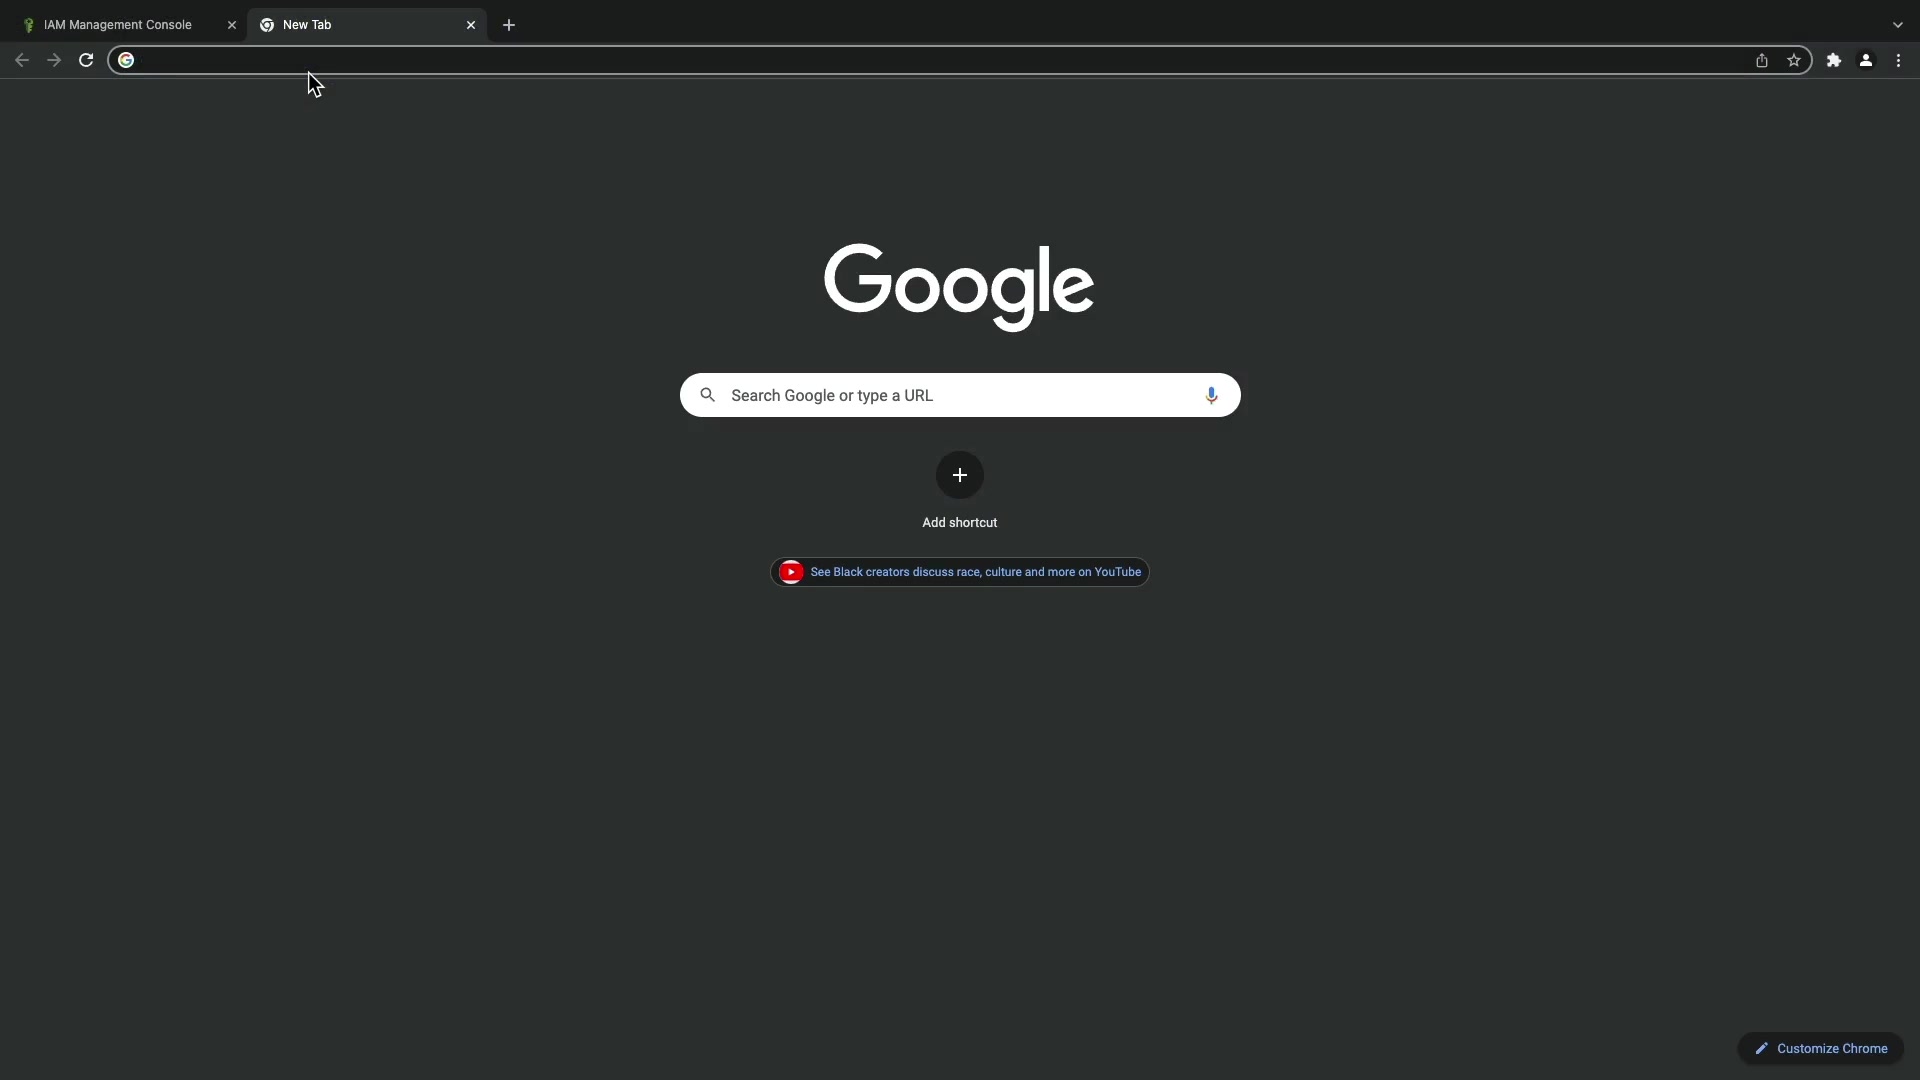 IAM Management Console
New Tab
Google
Search Google or type a URL
Add shortcut
See Black creators discuss race, culture and more on YouTube
Customize Chrome